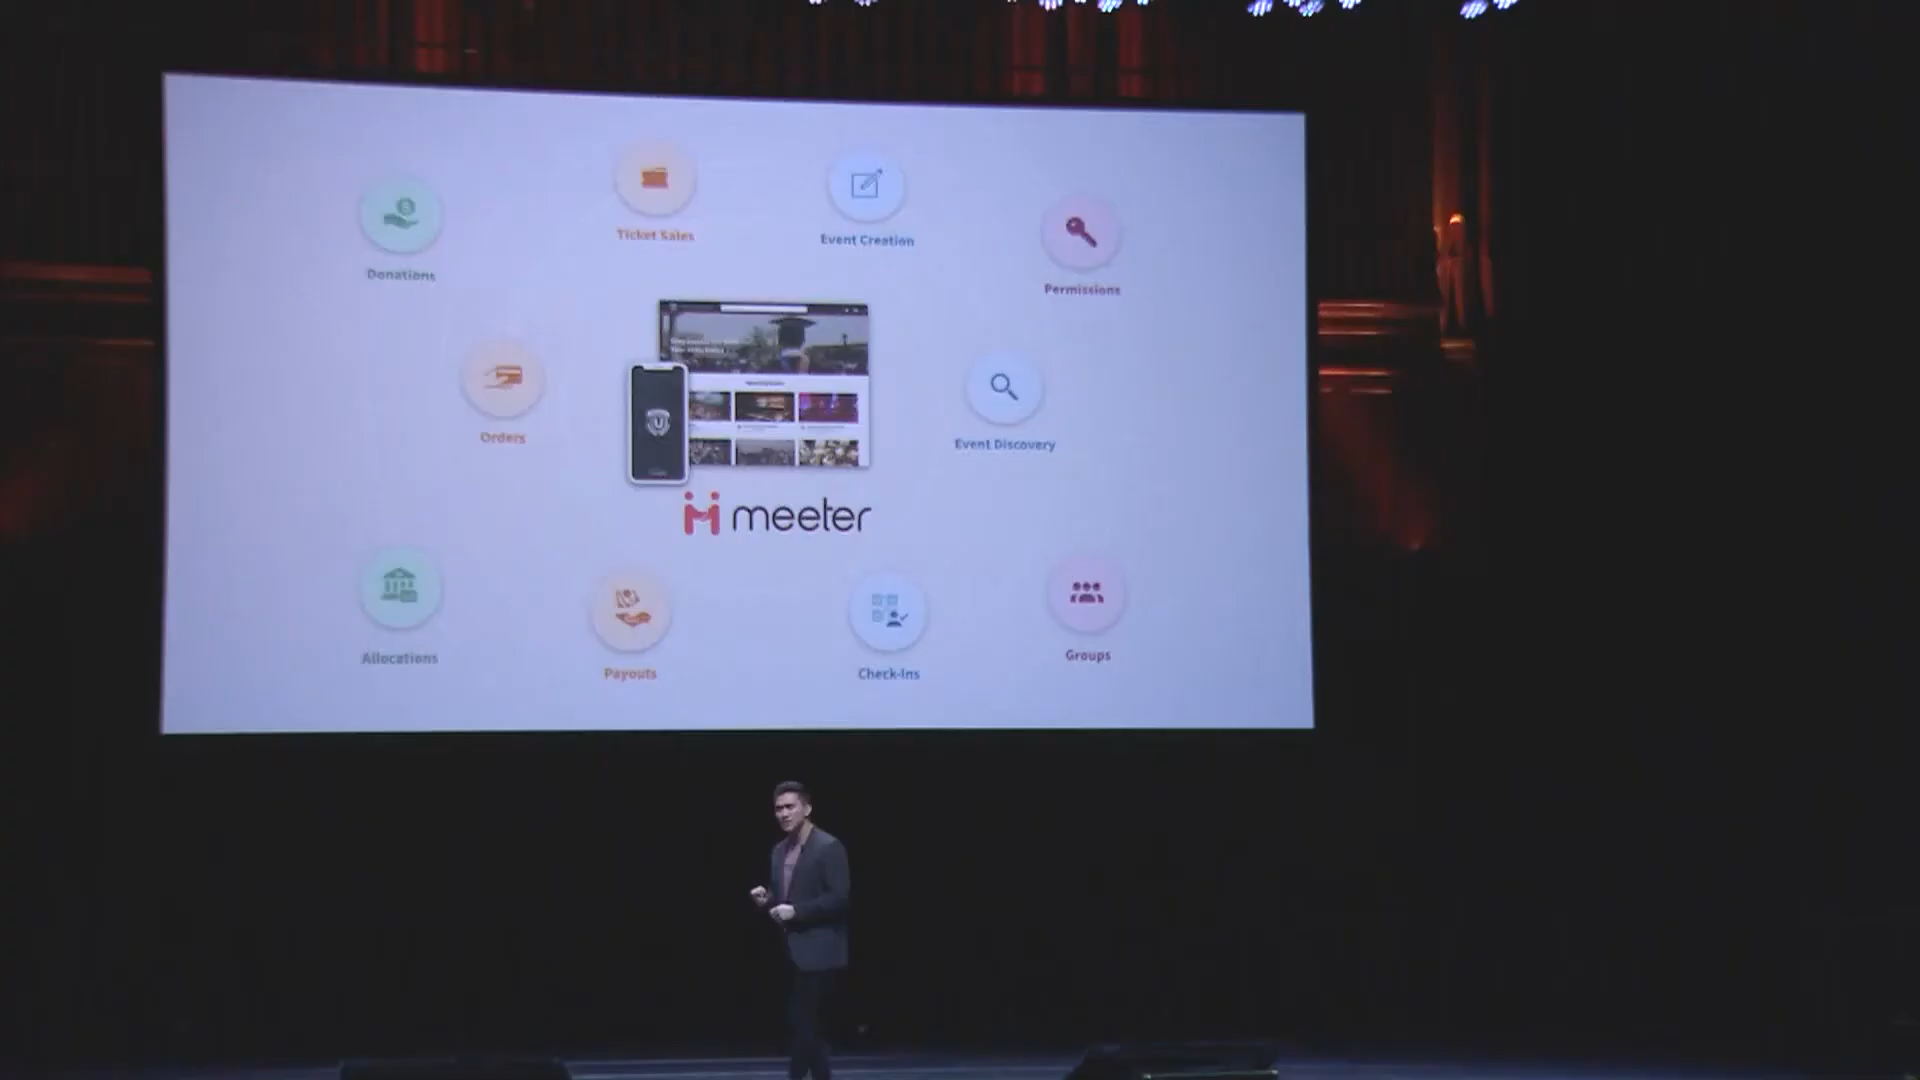 Ticket Sales
Event Creation
Donations
Permissions
Orders
Event Discovery
meeter
Allocations
Payouts
Check-Ins
Groups